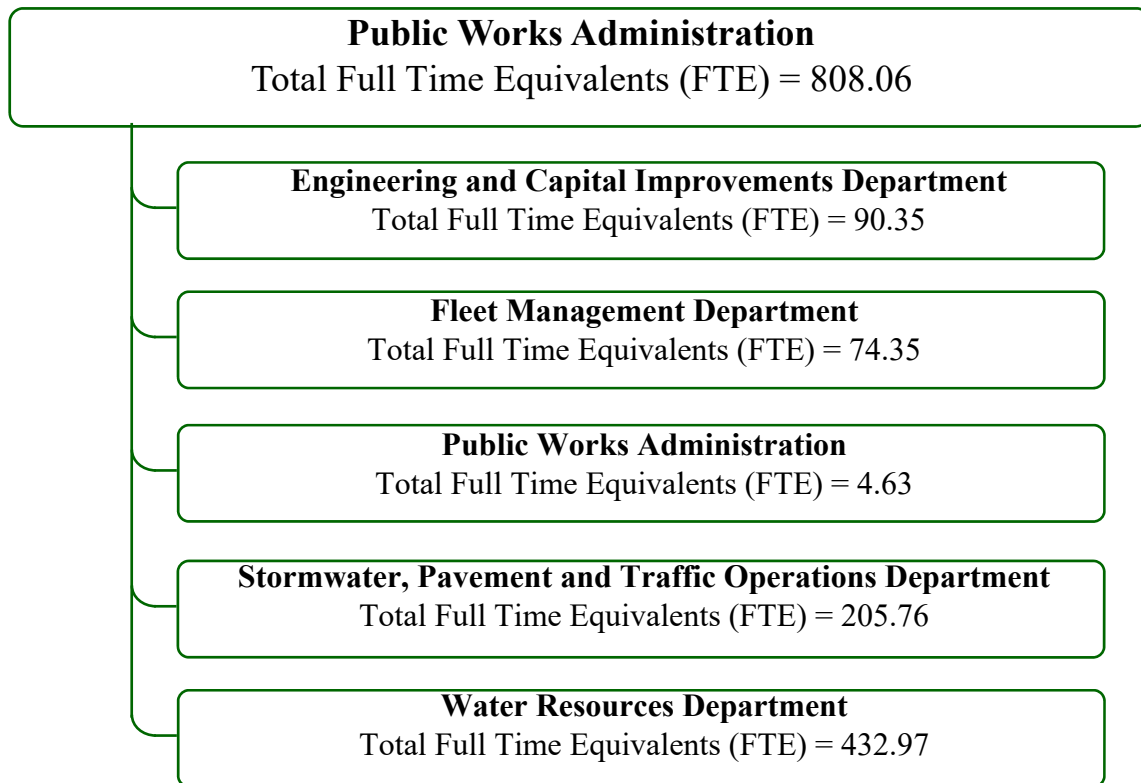 Public Works Administration
Total Full Time Equivalents (FTE) = 808.06
Engineering and Capital Improvements Department
Total Full Time Equivalents (FTE) = 90.35
Fleet Management Department
Total Full Time Equivalents (FTE) = 74.35
Public Works Administration
Total Full Time Equivalents (FTE) = 4.63
Stormwater, Pavement and Traffic Operations Department
Total Full Time Equivalents (FTE) = 205.76
Water Resources Department
Total Full Time Equivalents (FTE) = 432.97